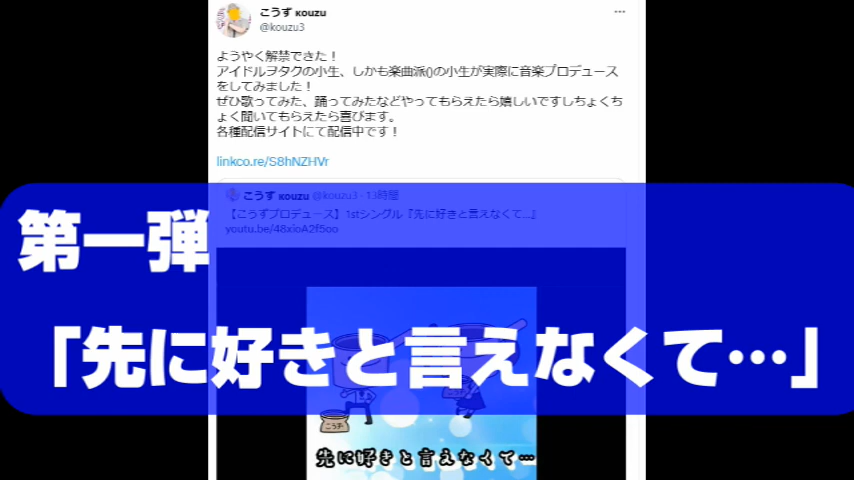 こうず kouzu
@kouzu3
ようやく解禁できた！
アイドルヲタクの小生、しかも楽曲派()の小生が実際に音楽プロデュース
をしてみました！
ぜひ歌ってみた、踊ってみたなどやってもらえたら嬉しいですしちょくち
ょく聞いてもらえたら喜びます。
各種配信サイトにて配信中です！
linkco.re/S8hNZHVr
こうず kouzu @kouzu3 · 13時間
【こうずプロデュース】1stシングル『先に好きと言えなくて...』
youtu.be/48xioA2f5oo
第一弾
「先に好きと言えなくて…」
こうず
先に好きと言えなくて…